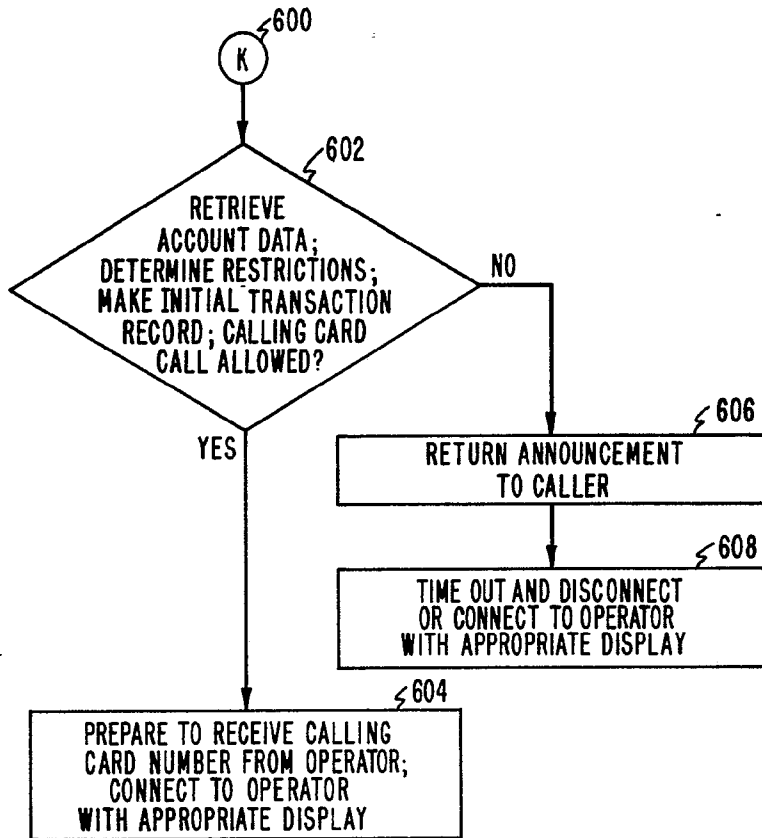 600
K
602
RETRIEVE
ACCOUNT DATA;
DETERMINE RESTRICTIONS;
MAKE INITIAL TRANSACTION
RECORD; CALLING CARD
CALL ALLOWED?
NO
YES
606
RETURN ANNOUNCEMENT
TO CALLER
608
TIME OUT AND DISCONNECT
OR CONNECT TO OPERATOR
WITH APPROPRIATE DISPLAY
604
PREPARE TO RECEIVE CALLING
CARD NUMBER FROM OPERATOR;
CONNECT TO OPERATOR
WITH APPROPRIATE DISPLAY